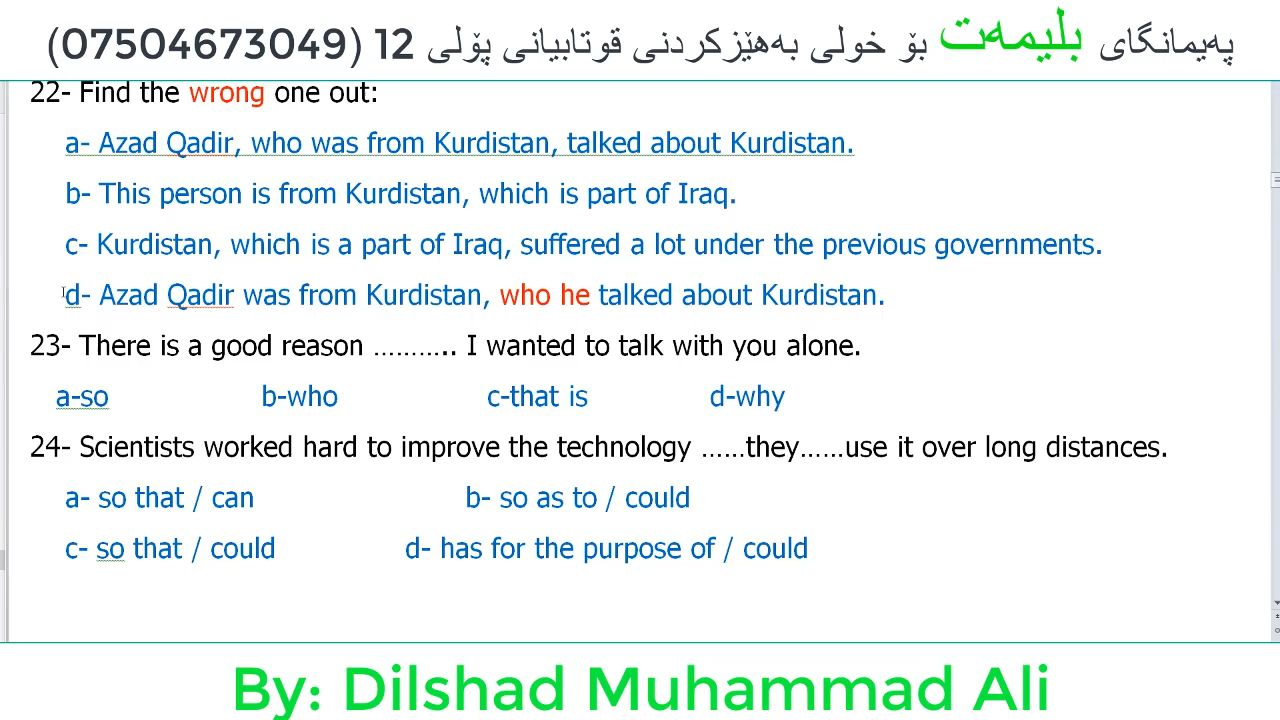 پەیمانگای بلیمەت بۆ خولی بەهێزکردنی قوتابیانی پۆلی 12 (07504673049)
22- Find the wrong one out:
a- Azad Qadir, who was from Kurdistan, talked about Kurdistan.
b- This person is from Kurdistan, which is part of Iraq.
c- Kurdistan, which is a part of Iraq, suffered a lot under the previous governments.
d- Azad Qadir was from Kurdistan, who he talked about Kurdistan.
23- There is a good reason ……….. I wanted to talk with you alone.
a-so b-who c-that is d-why
24- Scientists worked hard to improve the technology ……they……use it over long distances.
a- so that / can b- so as to / could
c- so that / could d- has for the purpose of / could
By: Dilshad Muhammad Ali